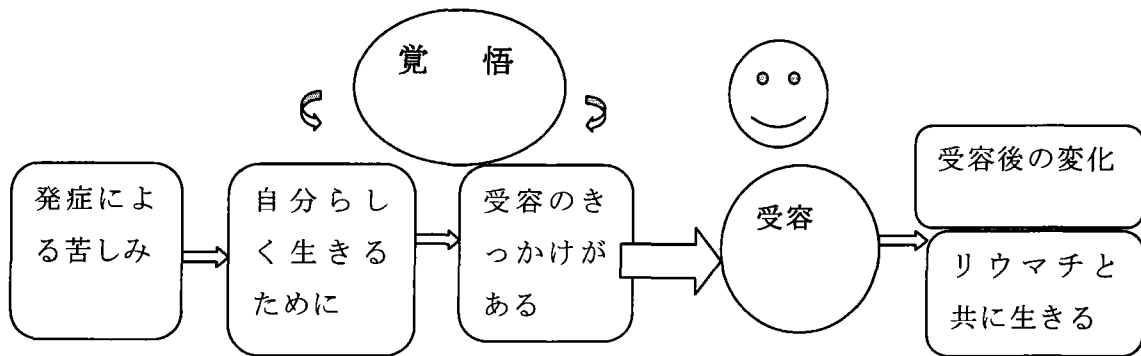 覚　悟
発症によ
る苦しみ
自分らし
く生きる
ために
受容のき
っかけが
ある
受容
受容後の変化
リウマチと
共に生きる